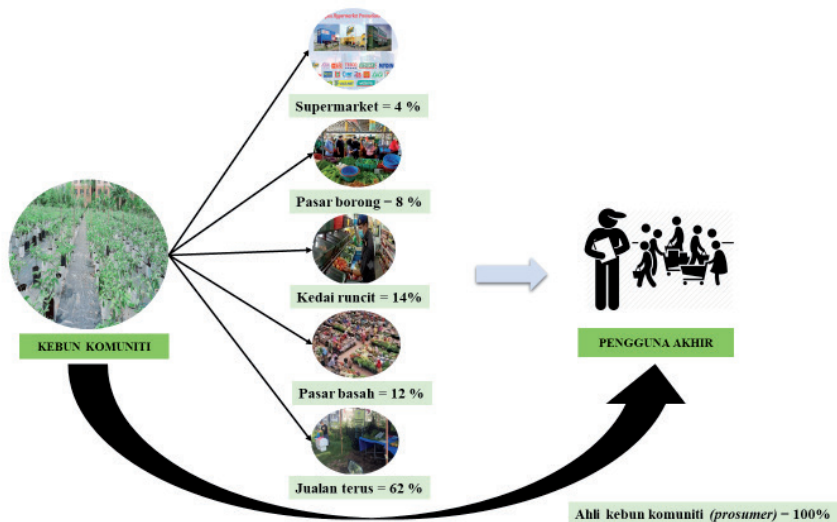 Supermarket = 4 %
Pasar borong = 8 %
Kedai runcit = 14%
KEBUN KOMUNITI
PENGGUNA AKHIR
Pasar basah = 12 %
Jualan terus = 62 %
Ahli kebun komuniti (prosumer) = 100%